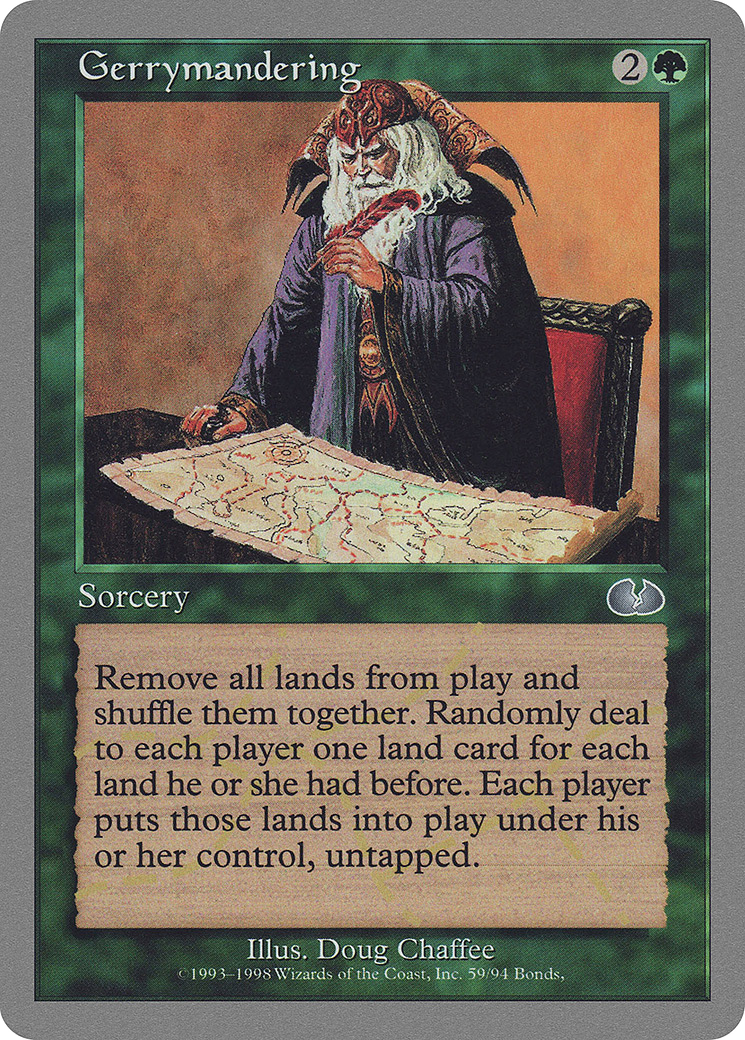 Gerrymandering 2
Sorcery
Remove all lands from play and
shuffle them together. Randomly deal
to each player one land card for each
land he or she had before. Each player
puts those lands into play under his
or her control, untapped.
Illus. Doug Chaffee
©1993–1998 Wizards of the Coast, Inc. 59/94 Bonds,